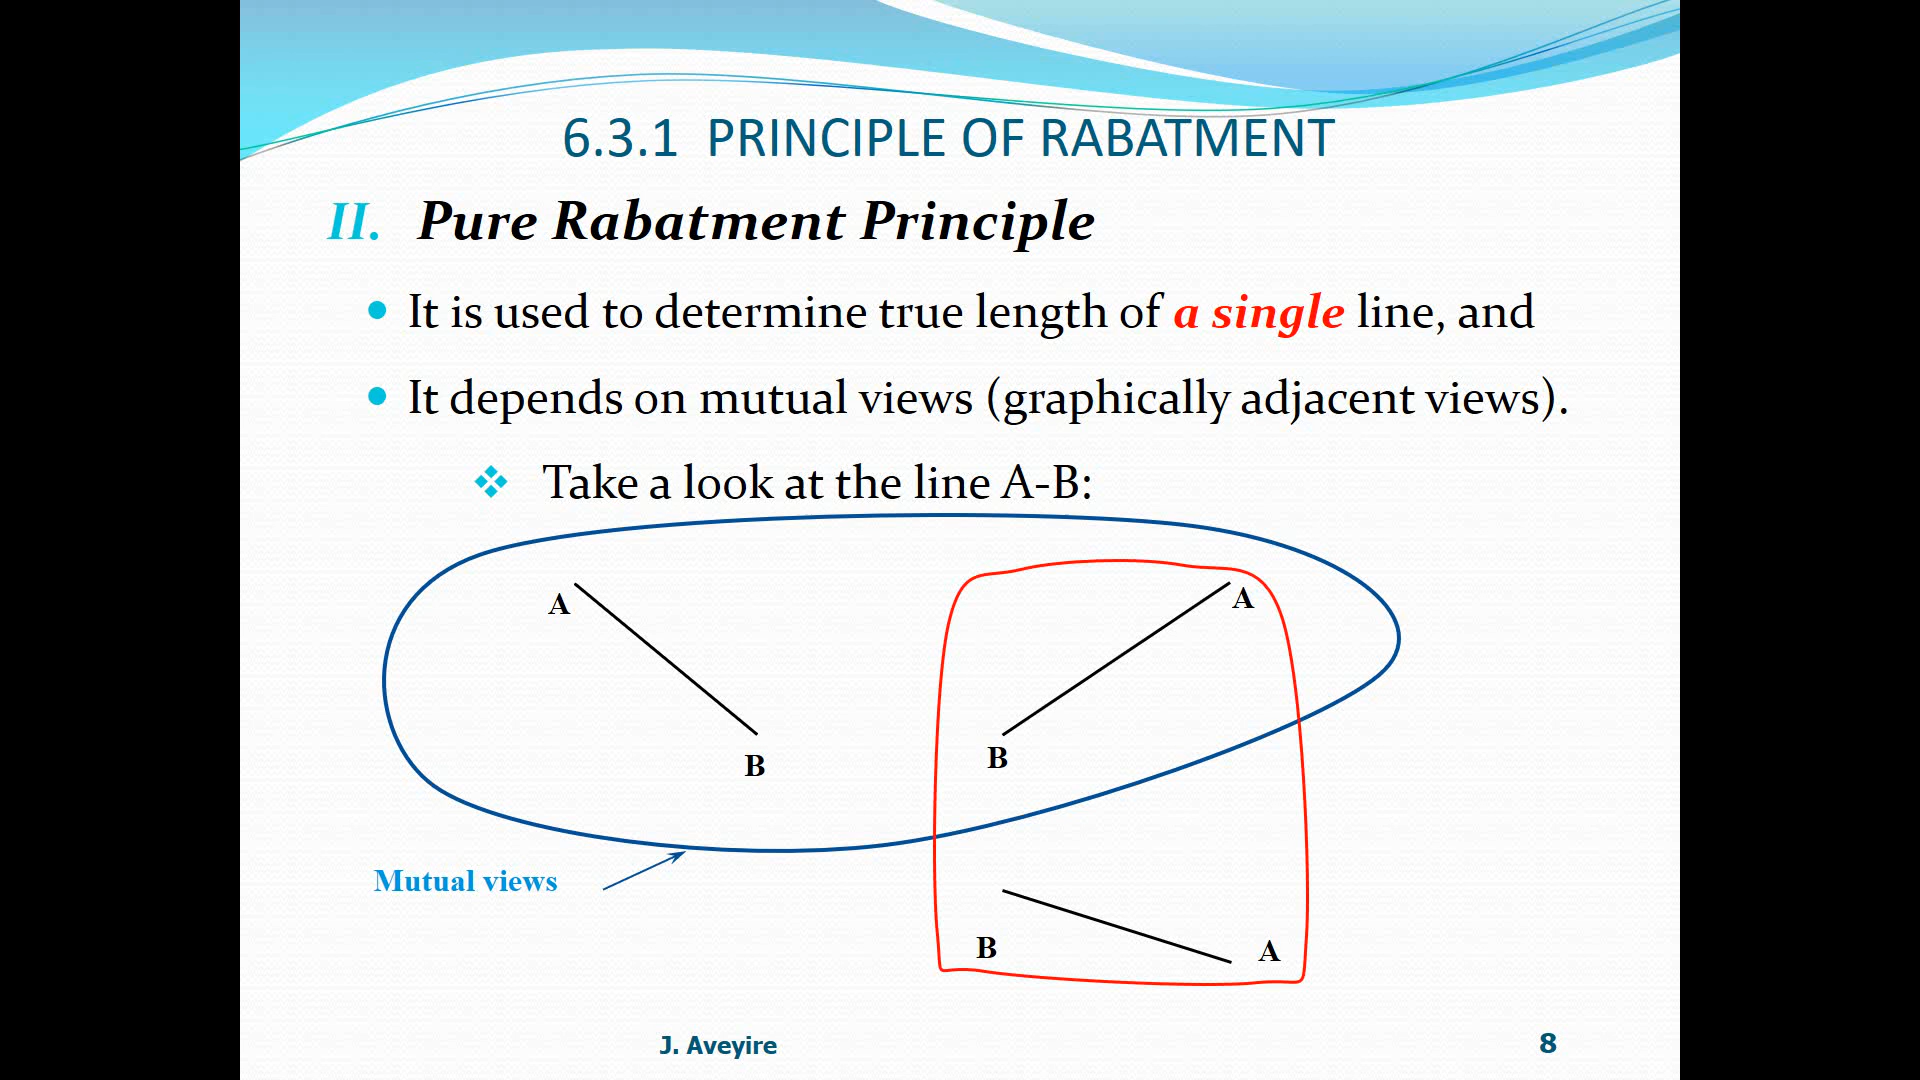 6.3.1 PRINCIPLE OF RABATMENT
II. Pure Rabatment Principle
• It is used to determine true length of a single line, and
• It depends on mutual views (graphically adjacent views).
❖ Take a look at the line A-B:
A
A
B
B
Mutual views
B
A
J. Aveyire
8